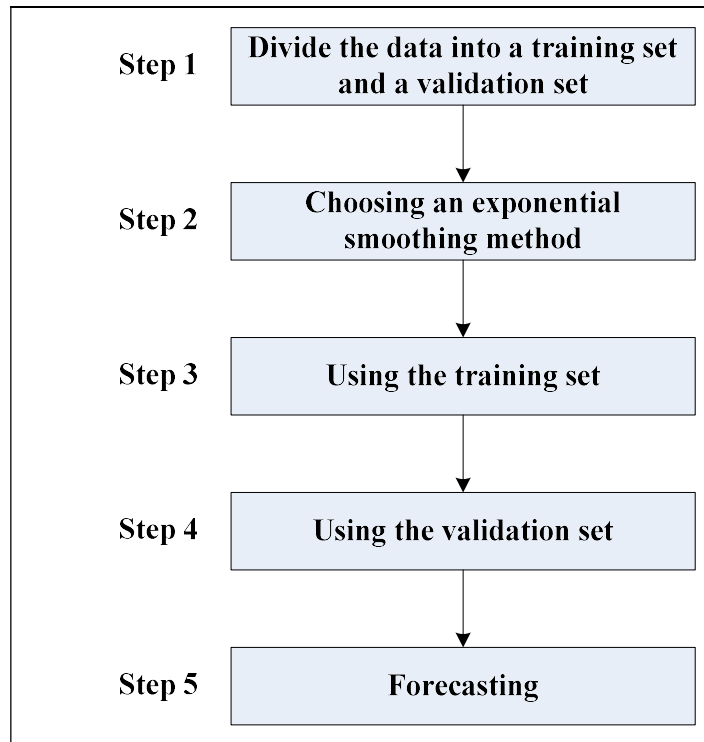 Step 1
Divide the data into a training set
and a validation set
Step 2
Choosing an exponential
smoothing method
Step 3
Using the training set
Step 4
Using the validation set
Step 5
Forecasting